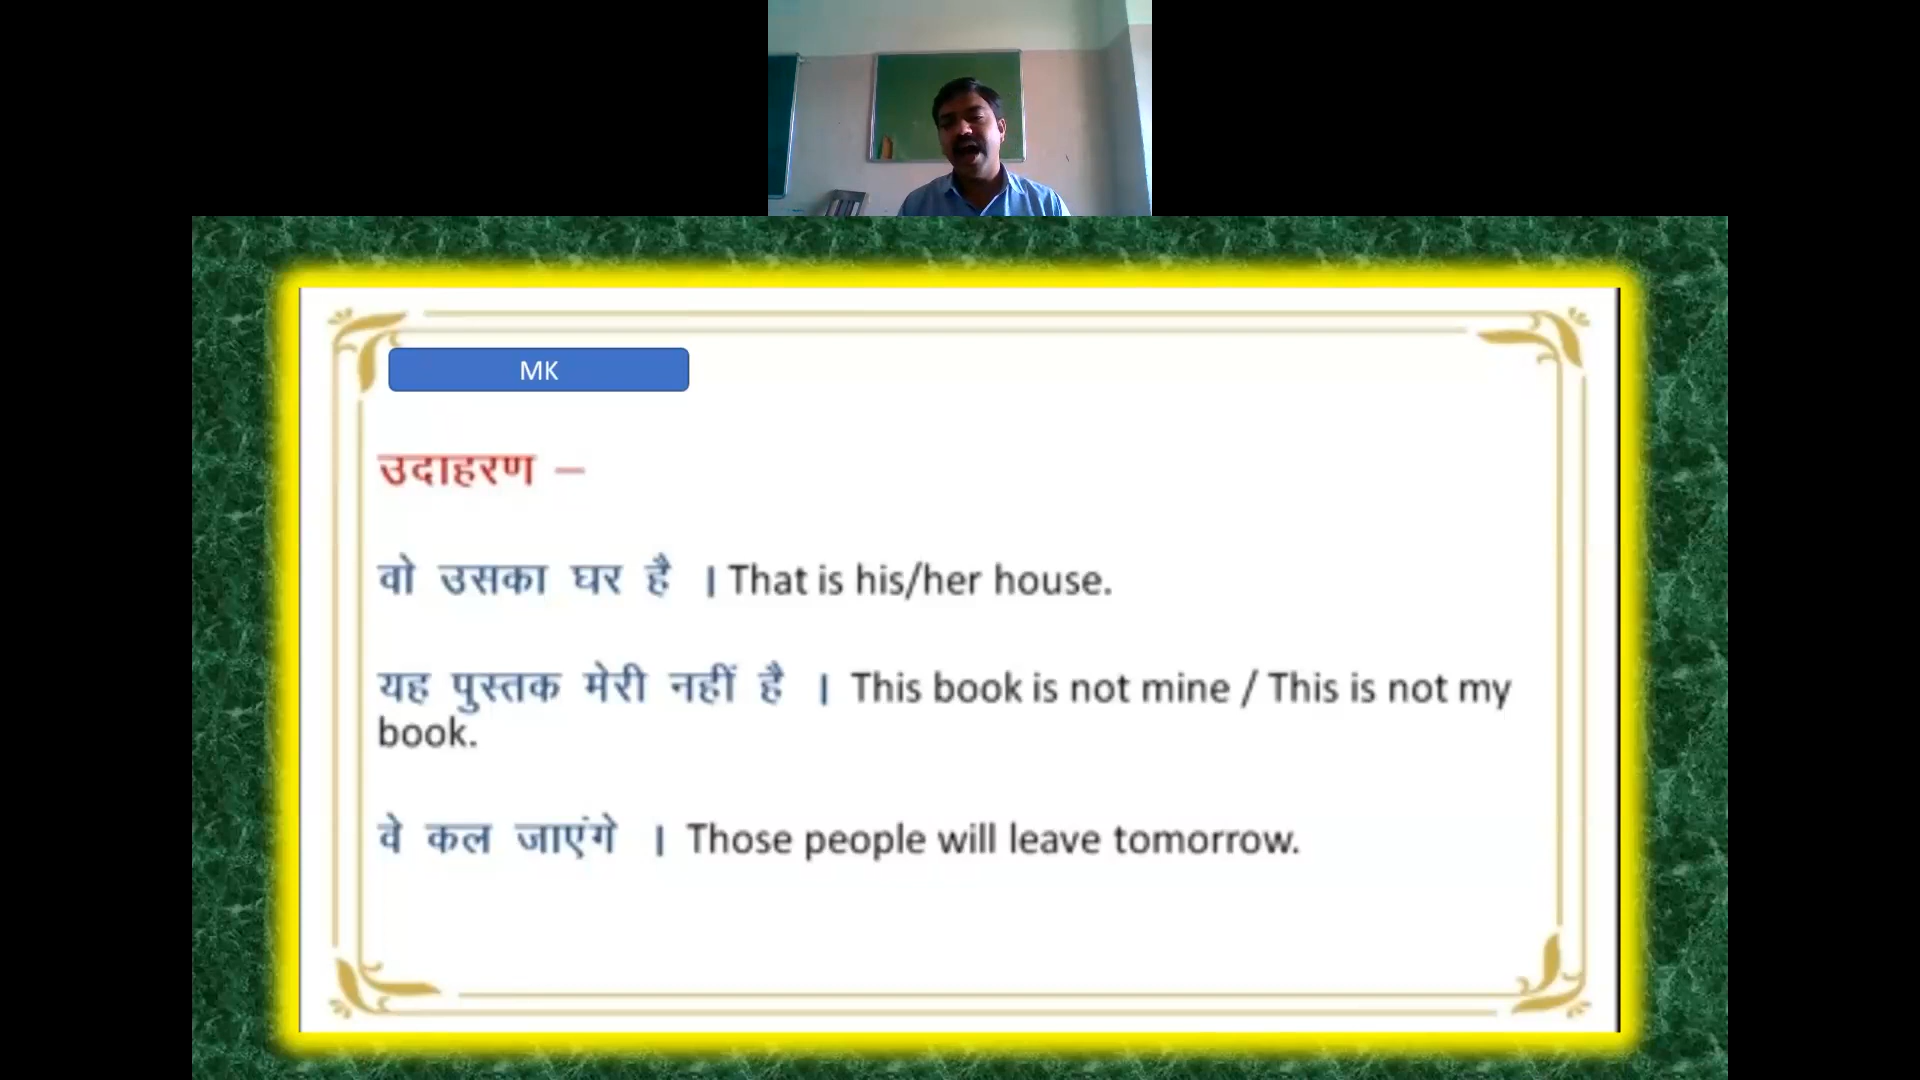 MK
उदाहरण –
वो उसका घर है । That is his/her house.
यह पुस्तक मेरी नहीं है । This book is not mine / This is not my
book.
वे कल जाएंगे । Those people will leave tomorrow.